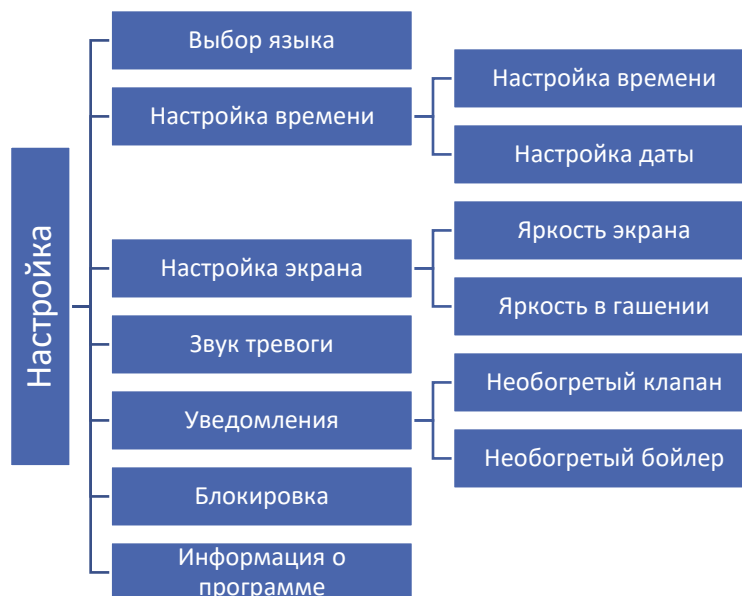 Настройка
Выбор языка
Настройка времени
Настройка времени
Настройка даты
Настройка экрана
Яркость экрана
Яркость в гашении
Звук тревоги
Уведомления
Необогретый клапан
Необогретый бойлер
Блокировка
Информация о
программе